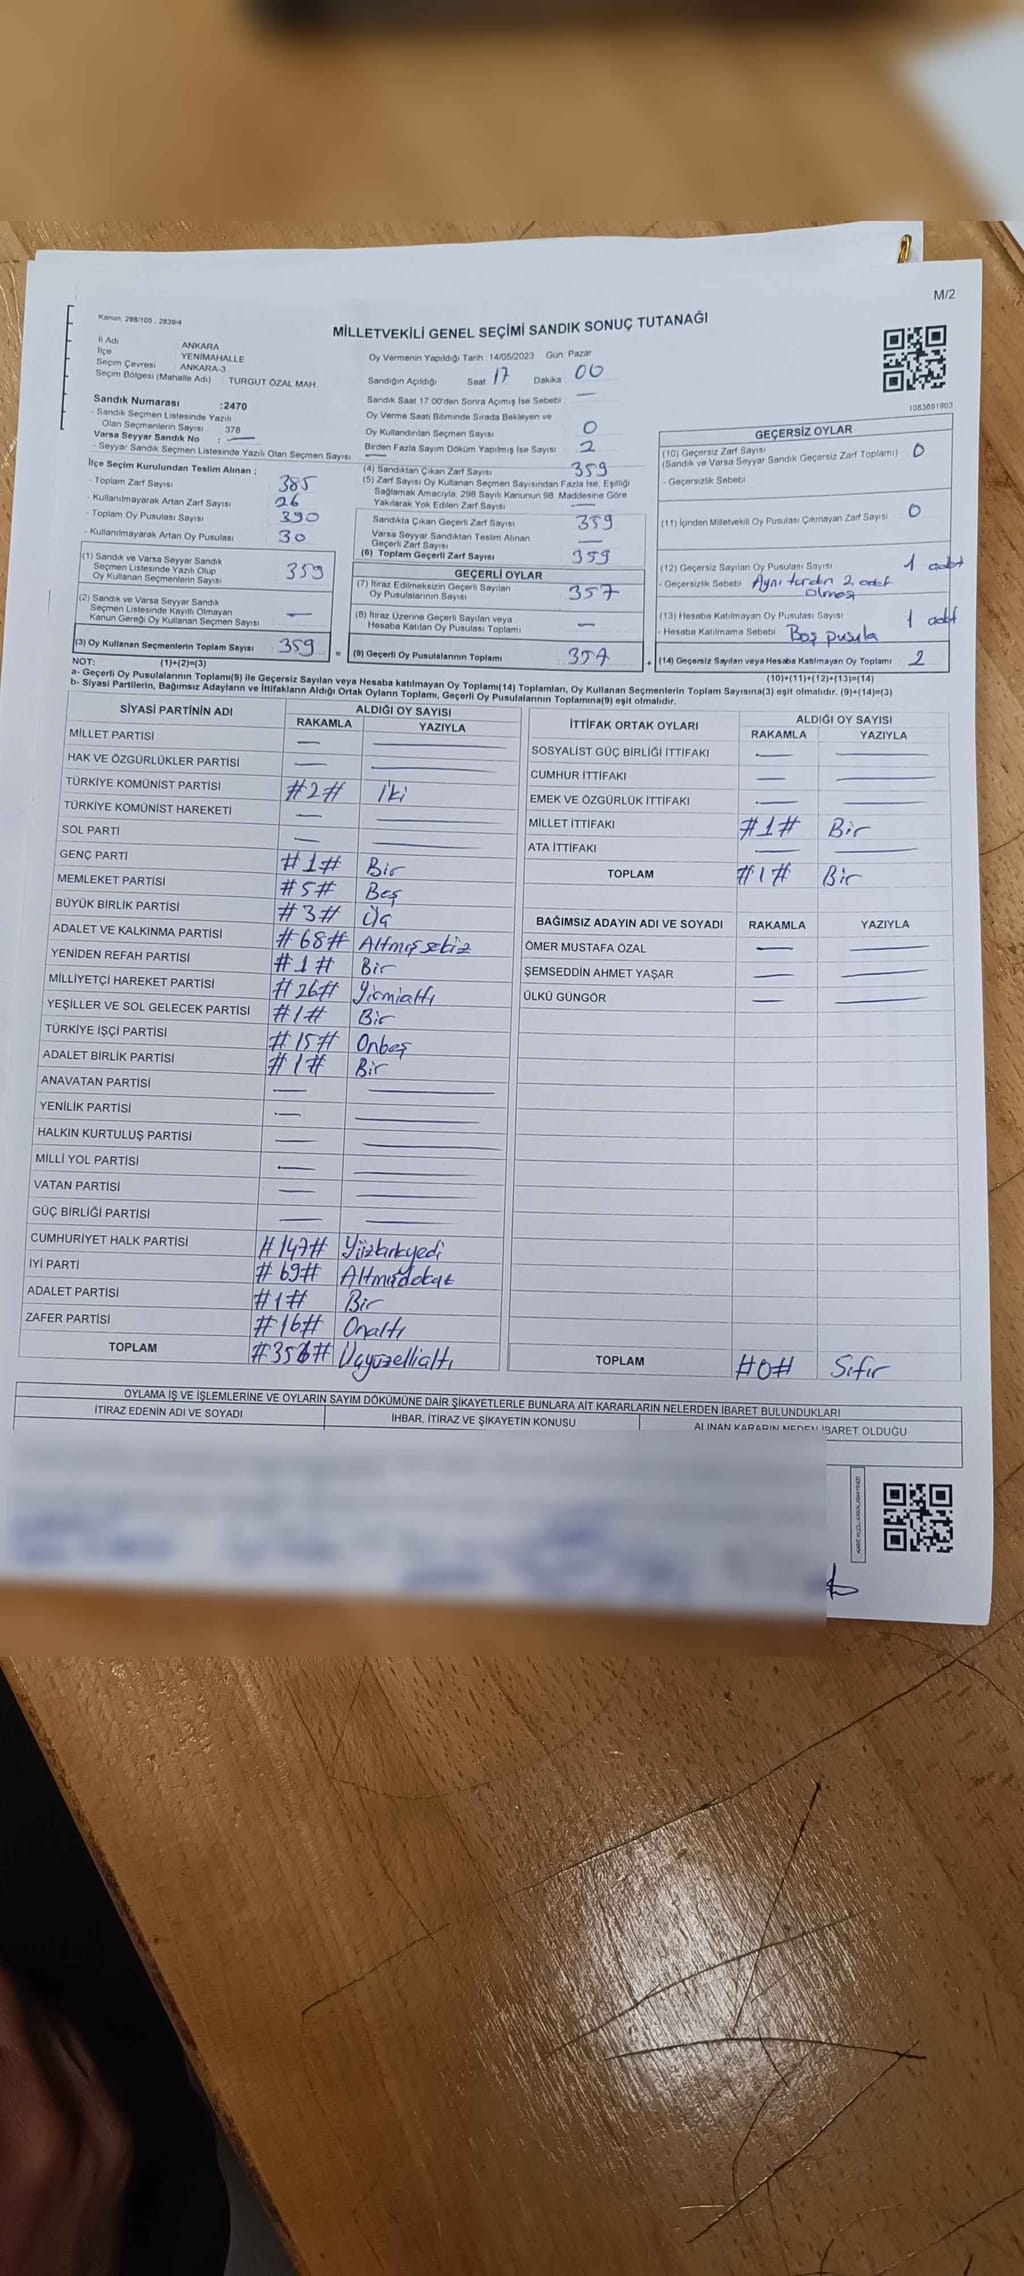 M/2
Kanun: 298/105 , 2839/4
MİLLETVEKİLİ GENEL SEÇİMİ SANDIK SONUÇ TUTANAĞI
İl Adı : ANKARA
İlçe YENİMAHALLE
Seçim Çevresi ANKARA-3
Seçim Bölgesi (Mahalle Adı) TURGUT ÖZAL MAH.
Sandık Numarası :2470
- Sandık Seçmen Listesinde Yazılı
Olan Seçmenlerin Sayısı : 378
Varsa Seyyar Sandık No : —
- Seyyar Sandık Seçmen Listesinde Yazılı Olan Seçmen Sayısı : —
İlçe Seçim Kurulundan Teslim Alınan :
- Toplam Zarf Sayısı : 385
- Kullanılmayarak Artan Zarf Sayısı : 26
- Toplam Oy Pusulası Sayısı : 390
- Kullanılmayarak Artan Oy Pusulası : 30
Oy Vermenin Yapıldığı Tarih : 14/05/2023 Gün: Pazar
Sandığın Açıldığı Saat 17 Dakika 00
Sandık Saat 17.00'den Sonra Açılmış İse Sebebi : —
Oy Verme Saati Bitiminde Sırada Bekleyen ve
Oy Kullandırılan Seçmen Sayısı 0
Birden Fazla Sayım Döküm Yapılmış İse Sayısı : 2
(4) Sandıktan Çıkan Zarf Sayısı : 359
(5) Zarf Sayısı Oy Kullanan Seçmen Sayısından Fazla İse, Eşitliği
Sağlamak Amacıyla, 298 Sayılı Kanunun 98. Maddesine Göre
Yakılarak Yok Edilen Zarf Sayısı : —
Sandıkta Çıkan Geçerli Zarf Sayısı : 359
Varsa Seyyar Sandıktan Teslim Alınan
Geçerli Zarf Sayısı : —
(6) Toplam Geçerli Zarf Sayısı : 359
1083691903
GEÇERSİZ OYLAR
(10) Geçersiz Zarf Sayısı : 0
(Sandık ve Varsa Seyyar Sandık Geçersiz Zarf Toplamı)
- Geçersizlik Sebebi
(11) İçinden Milletvekili Oy Pusulası Çıkmayan Zarf Sayısı : 0
(12) Geçersiz Sayılan Oy Pusulası Sayısı : 1 adet
- Geçersizlik Sebebi Aynı tarden 2 adet
olması
(13) Hesaba Katılmayan Oy Pusulası Sayısı : 1 adet
- Hesaba Katılmama Sebebi : Boş pusula
(14) Geçersiz Sayılan veya Hesaba Katılmayan Oy Toplamı 2
(10)+(11)+(12)+(13)=(14)
(1) Sandık ve Varsa Seyyar Sandık
Seçmen Listesinde Yazılı Olup
Oy Kullanan Seçmenlerin Sayısı : 359
(2) Sandık ve Varsa Seyyar Sandık
Seçmen Listesinde Kayıtlı Olmayan
Kanun Gereği Oy Kullanan Seçmen Sayısı : —
(3) Oy Kullanan Seçmenlerin Toplam Sayısı : 359 =
(1)+(2)=(3)
GEÇERLİ OYLAR
(7) İtiraz Edilmeksizin Geçerli Sayılan
Oy Pusulalarının Sayısı : 357
(8) İtiraz Üzerine Geçerli Sayılan veya
Hesaba Katılan Oy Pusulası Toplamı : —
(9) Geçerli Oy Pusulalarının Toplamı : 357 +
NOT:
a- Geçerli Oy Pusulalarının Toplamı(9) ile Geçersiz Sayılan veya Hesaba katılmayan Oy Toplamı(14) Toplamları, Oy Kullanan Seçmenlerin Toplam Sayısına(3) eşit olmalıdır. (9)+(14)=(3)
b- Siyasi Partilerin, Bağımsız Adayların ve İttifakların Aldığı Ortak Oyların Toplamı, Geçerli Oy Pusulalarının Toplamına(9) eşit olmalıdır.
SİYASİ PARTİNİN ADI ALDIĞI OY SAYISI
RAKAMLA YAZIYLA
MİLLET PARTİSİ — —
HAK VE ÖZGÜRLÜKLER PARTİSİ — —
TÜRKİYE KOMÜNİST PARTİSİ #2# iki
TÜRKİYE KOMÜNİST HAREKETİ — —
SOL PARTİ — —
GENÇ PARTİ #1# Bir
MEMLEKET PARTİSİ #5# Beş
BÜYÜK BİRLİK PARTİSİ #3# Üç
ADALET VE KALKINMA PARTİSİ #68# Altmışsekiz
YENİDEN REFAH PARTİSİ #1# Bir
MİLLİYETÇİ HAREKET PARTİSİ #26# Yirmialtı
YEŞİLLER VE SOL GELECEK PARTİSİ #1# Bir
TÜRKİYE İŞÇİ PARTİSİ #15# Onbeş
ADALET BİRLİK PARTİSİ #1# Bir
ANAVATAN PARTİSİ — —
YENİLİK PARTİSİ — —
HALKIN KURTULUŞ PARTİSİ — —
MİLLİ YOL PARTİSİ — —
VATAN PARTİSİ — —
GÜÇ BİRLİĞİ PARTİSİ — —
CUMHURİYET HALK PARTİSİ #147# Yüzkırkyedi
İYİ PARTİ #69# Altmışdokuz
ADALET PARTİSİ #1# Bir
ZAFER PARTİSİ #16# Onaltı
TOPLAM #356# Üçyüzellialtı
İTTİFAK ORTAK OYLARI ALDIĞI OY SAYISI
RAKAMLA YAZIYLA
SOSYALİST GÜÇ BİRLİĞİ İTTİFAKI — —
CUMHUR İTTİFAKI — —
EMEK VE ÖZGÜRLÜK İTTİFAKI — —
MİLLET İTTİFAKI #1# Bir
ATA İTTİFAKI — —
TOPLAM #1# Bir
BAĞIMSIZ ADAYIN ADI VE SOYADI RAKAMLA YAZIYLA
ÖMER MUSTAFA ÖZAL — —
ŞEMSEDDİN AHMET YAŞAR — —
ÜLKÜ GÜNGÖR — —
TOPLAM #0# Sıfır
OYLAMA İŞ VE İŞLEMLERİNE VE OYLARIN SAYIM DÖKÜMÜNE DAİR ŞİKAYETLERLE BUNLARA AİT KARARLARIN NELERDEN İBARET BULUNDUKLARI
İTİRAZ EDENİN ADI VE SOYADI İHBAR, İTİRAZ VE ŞİKAYETİN KONUSU ALINAN KARARIN NEDEN İBARET OLDUĞU